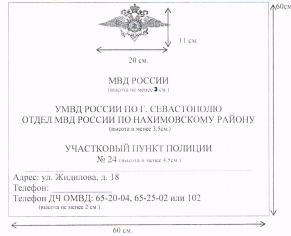 60см.
11 см.
20 см.
МВД РОССИИ
(высота не менее 3 см.)
УМВД РОССИИ ПО Г. СЕВАСТОПОЛЮ
ОТДЕЛ МВД РОССИИ ПО НАХИМОВСКОМУ РАЙОНУ
(высота и менее 3,5см.)
УЧАСТКОВЫЙ ПУНКТ ПОЛИЦИИ
№ 24 (высота и менее 4,5см.)
Адрес: ул. Жидилова, д. 18
Телефон:
Телефон ДЧ ОМВД: 65-20-04, 65-25-02 или 102
(высота не менее 2 см.)
60 см.